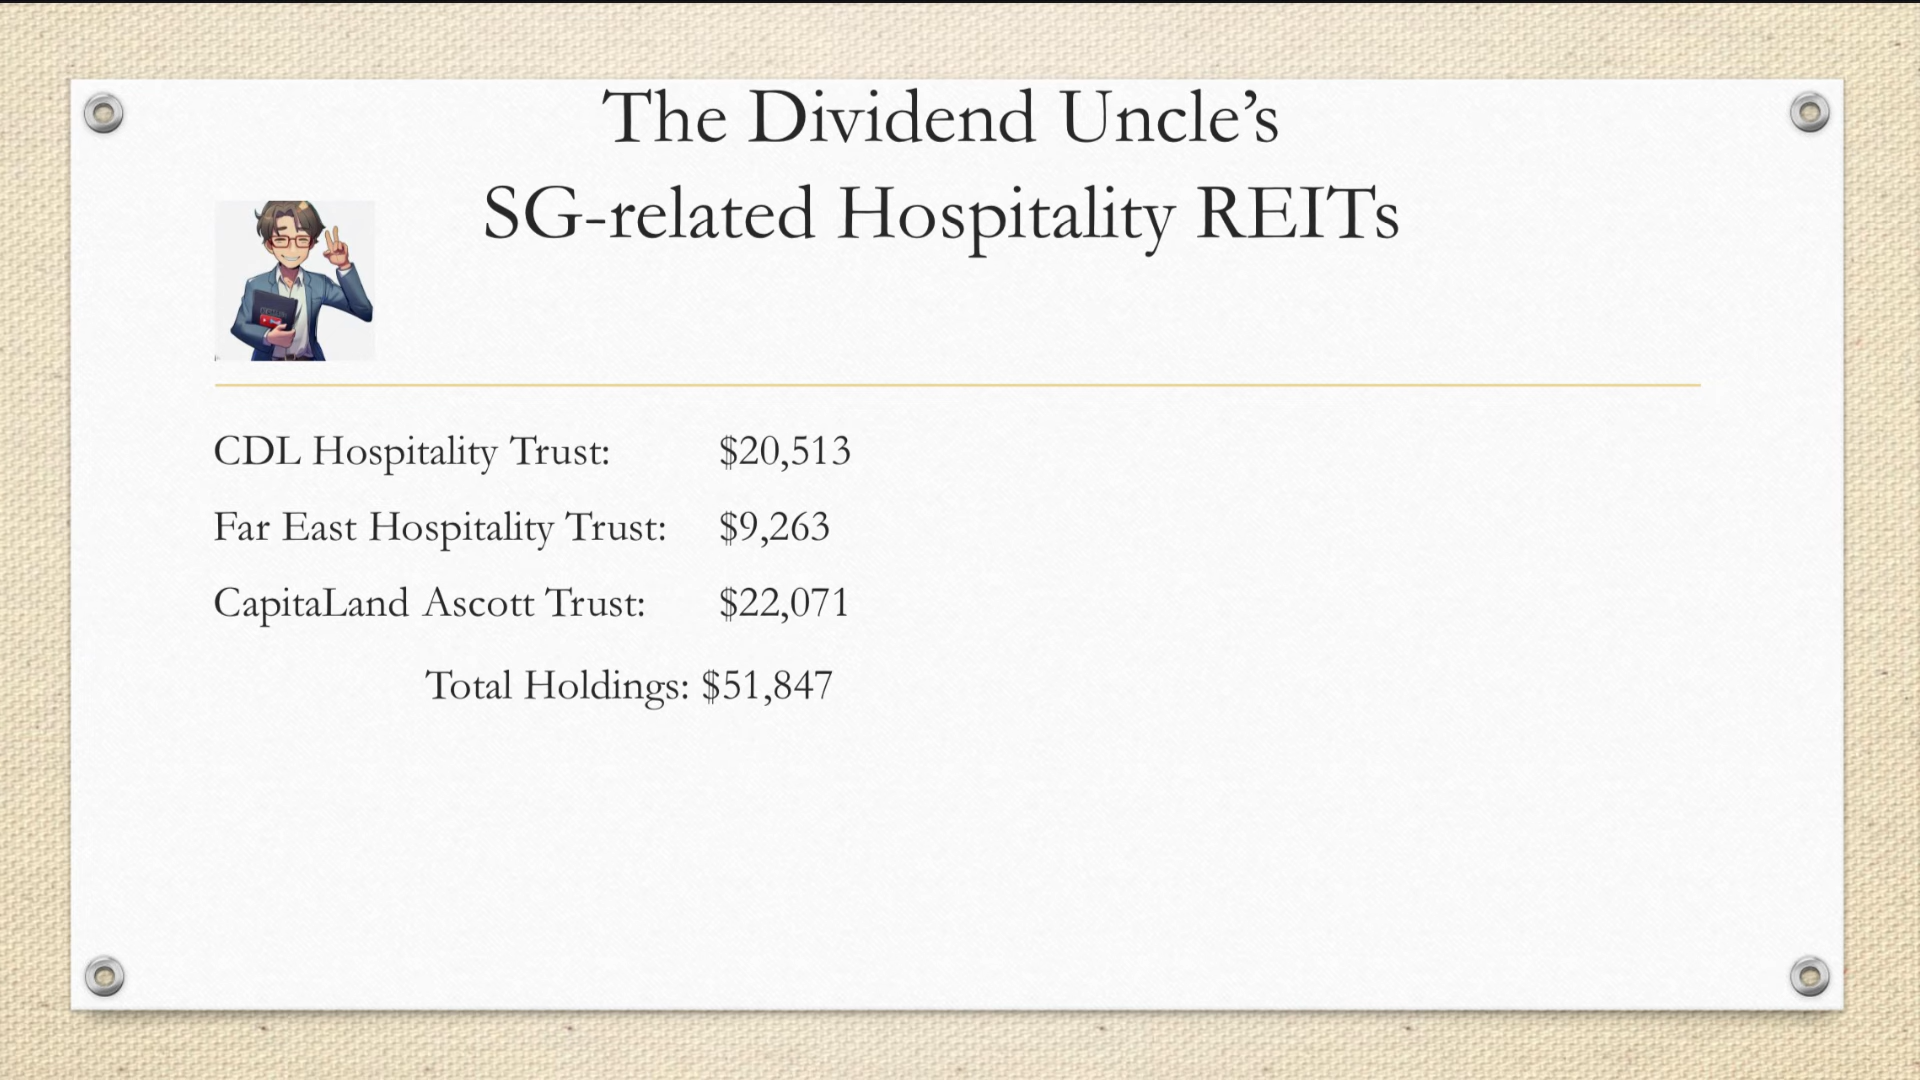 The Dividend Uncle’s
SG-related Hospitality REITs
CDL Hospitality Trust: $20,513
Far East Hospitality Trust: $9,263
CapitaLand Ascott Trust: $22,071
Total Holdings: $51,847